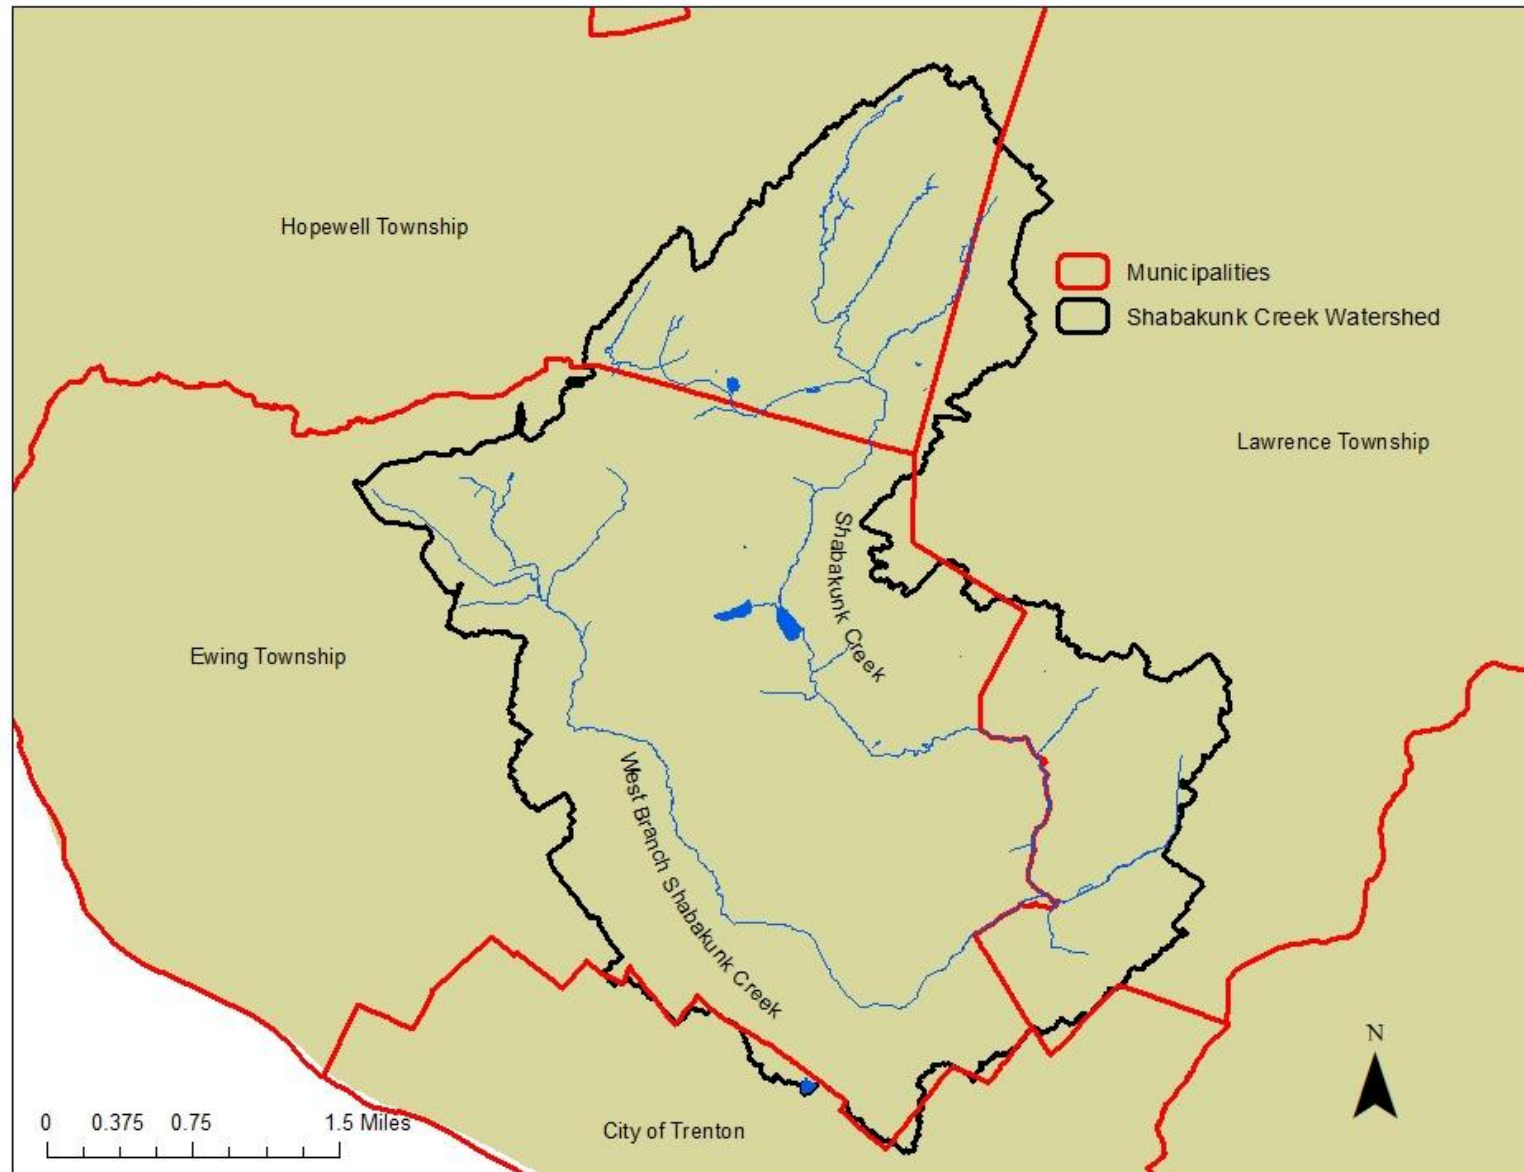 Hopewell Township
Municipalities
Shabakunk Creek Watershed
Lawrence Township
Shabakunk Creek
Ewing Township
West Branch Shabakunk Creek
N
0 0.375 0.75 1.5 Miles
City of Trenton